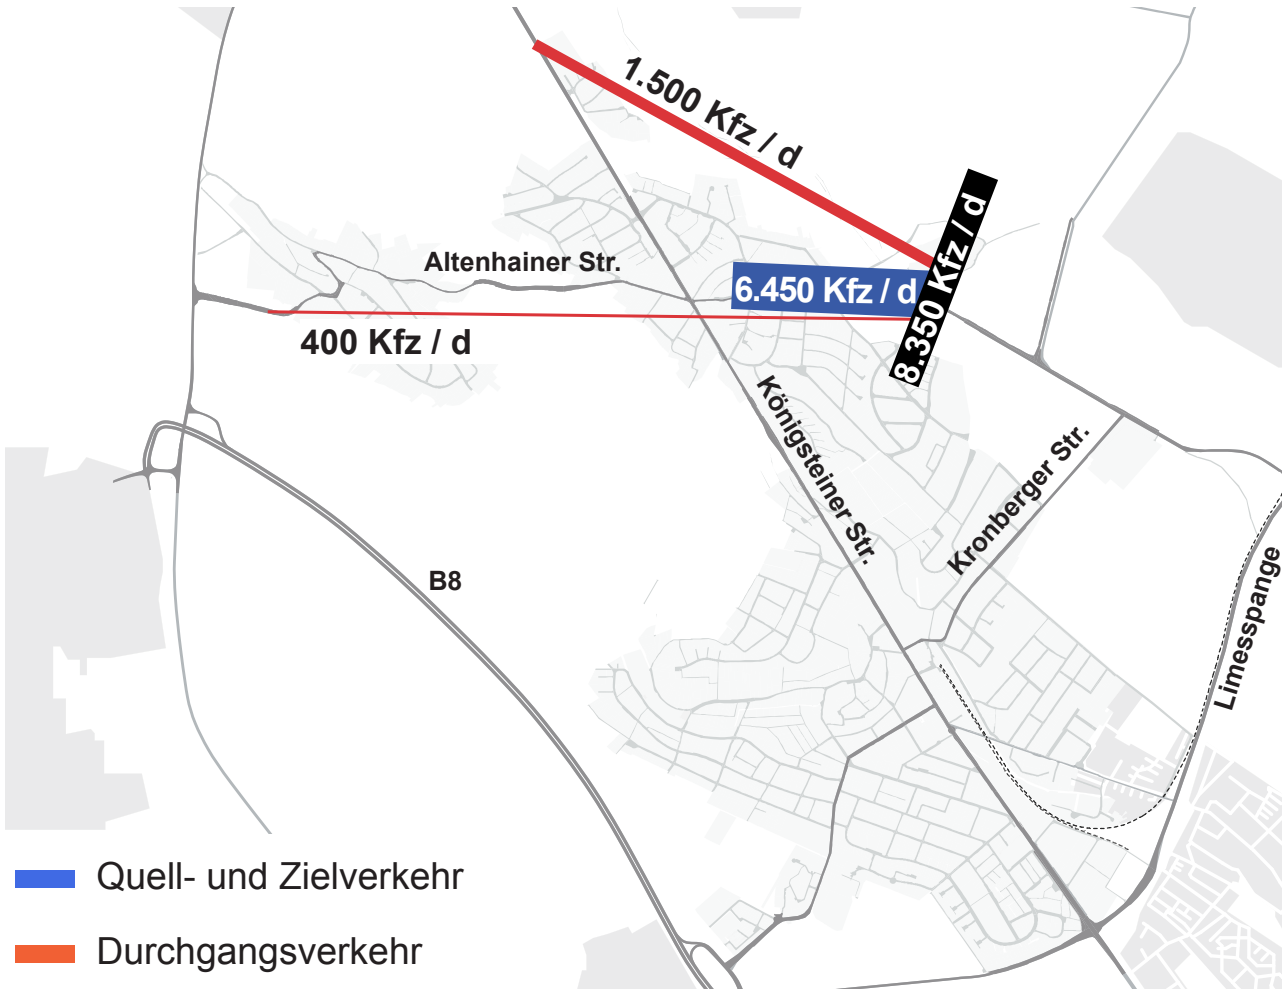 1.500 Kfz / d
8.350 Kfz / d
Altenhainer Str.
6.450 Kfz / d
400 Kfz / d
Königsteiner Str.
Kronberger Str.
B8
Limesspange
Quell- und Zielverkehr
Durchgangsverkehr